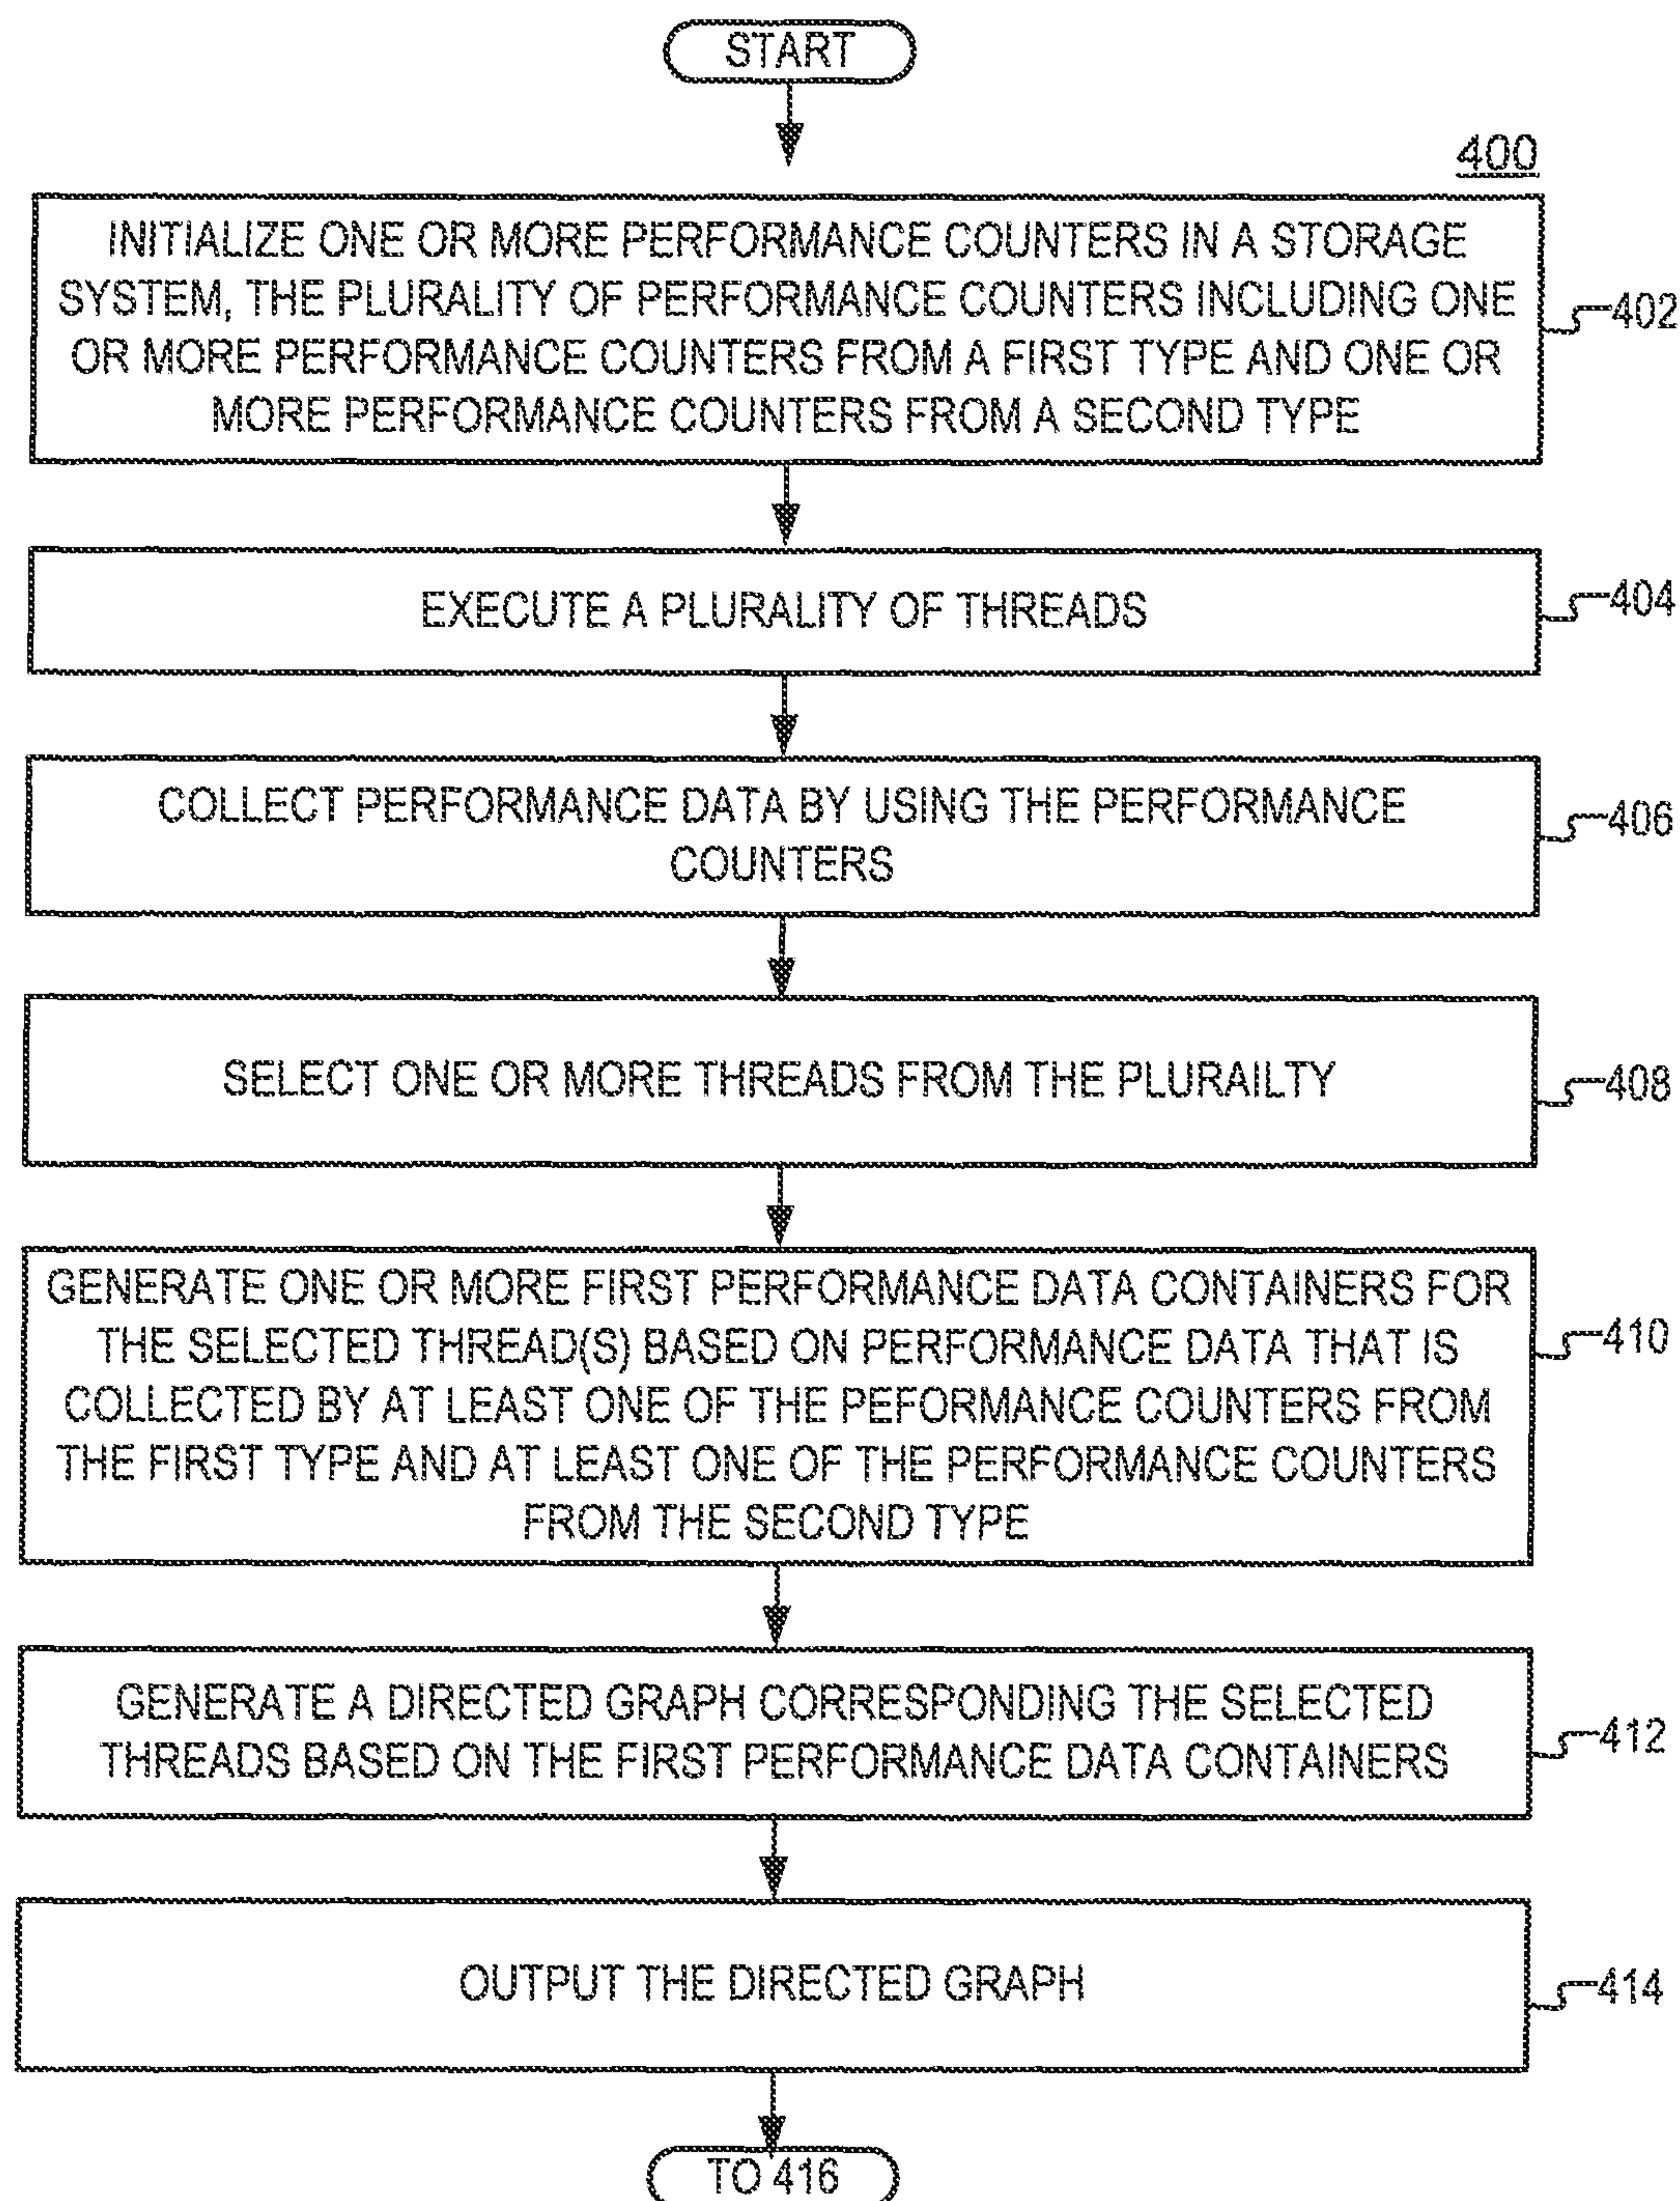 START
400
INITIALIZE ONE OR MORE PERFORMANCE COUNTERS IN A STORAGE
SYSTEM, THE PLURALITY OF PERFORMANCE COUNTERS INCLUDING ONE
OR MORE PERFORMANCE COUNTERS FROM A FIRST TYPE AND ONE OR
MORE PERFORMANCE COUNTERS FROM A SECOND TYPE
402
EXECUTE A PLURALITY OF THREADS
404
COLLECT PERFORMANCE DATA BY USING THE PERFORMANCE
COUNTERS
406
SELECT ONE OR MORE THREADS FROM THE PLURAILTY
408
GENERATE ONE OR MORE FIRST PERFORMANCE DATA CONTAINERS FOR
THE SELECTED THREAD(S) BASED ON PERFORMANCE DATA THAT IS
COLLECTED BY AT LEAST ONE OF THE PEFORMANCE COUNTERS FROM
THE FIRST TYPE AND AT LEAST ONE OF THE PERFORMANCE COUNTERS
FROM THE SECOND TYPE
410
GENERATE A DIRECTED GRAPH CORRESPONDING THE SELECTED
THREADS BASED ON THE FIRST PERFORMANCE DATA CONTAINERS
412
OUTPUT THE DIRECTED GRAPH
414
TO 416